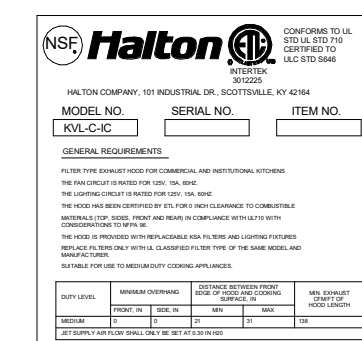 NSF
Halton
CONFORMS TO UL
STD UL STD 710
CERTIFIED TO
ULC STD S646
INTERTEK
3012225
HALTON COMPANY, 101 INDUSTRIAL DR., SCOTTSVILLE, KY 42164
MODEL NO. SERIAL NO. ITEM NO.
KVL-C-IC
GENERAL REQUIREMENTS
FILTER TYPE EXHAUST HOOD FOR COMMERCIAL AND INSTITUTIONAL KITCHENS
THE FAN CIRCUIT IS RATED FOR 125V, 15A, 60HZ.
THE LIGHTING CIRCUIT IS RATED FOR 125V, 15A, 60HZ.
THE HOOD HAS BEEN CERTIFIED BY ETL FOR 0 INCH CLEARANCE TO COMBUSTIBLE
MATERIALS (TOP, SIDES, FRONT AND REAR) IN COMPLIANCE WITH UL710 WITH
CONSIDERATIONS TO NFPA 96.
THE HOOD IS PROVIDED WITH REPLACEABLE KSA FILTERS AND LIGHTING FIXTURES
REPLACE FILTERS ONLY WITH UL CLASSIFIED FILTER TYPE OF THE SAME MODEL AND
MANUFACTURER.
SUITABLE FOR USE TO MEDIUM DUTY COOKING APPLIANCES.
DUTY LEVEL
MINIMUM OVERHANG
FRONT, IN SIDE, IN
DISTANCE BETWEEN FRONT
EDGE OF HOOD AND COOKING
SURFACE, IN
MIN MAX
MIN. EXHAUST
CFM/FT OF
HOOD LENGTH
MEDIUM 0 0 21 31 138
JET SUPPLY AIR FLOW SHALL ONLY BE SET AT 0.30 IN H20